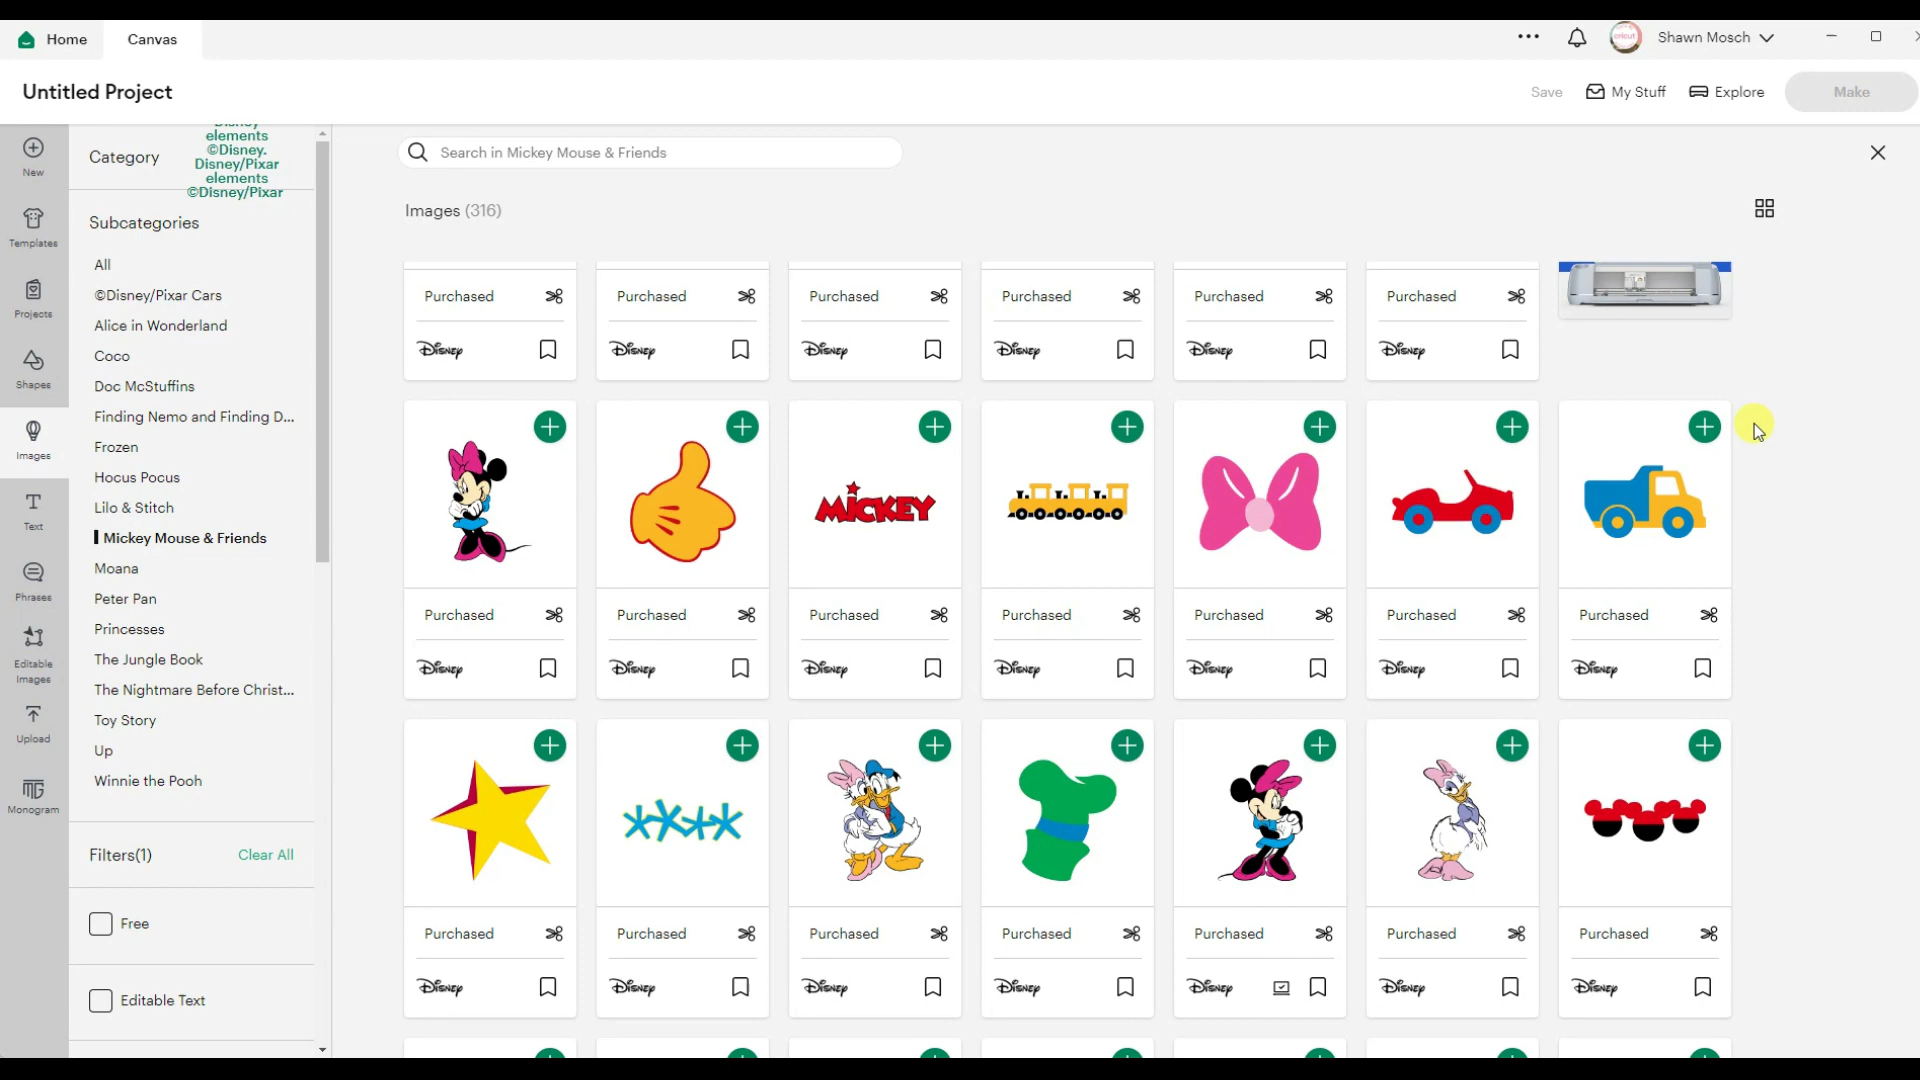 Home
Canvas
Shawn Mosch
Untitled Project
Save
My Stuff
Explore
Make
New
Templates
Projects
Shapes
Images
Text
Phrases
Editable
Images
Upload
Monogram
Category
Disney
elements
©Disney.
Disney/Pixar
elements
©Disney/Pixar
Subcategories
All
©Disney/Pixar Cars
Alice in Wonderland
Coco
Doc McStuffins
Finding Nemo and Finding D...
Frozen
Hocus Pocus
Lilo & Stitch
Mickey Mouse & Friends
Moana
Peter Pan
Princesses
The Jungle Book
The Nightmare Before Christ...
Toy Story
Up
Winnie the Pooh
Filters(1)
Clear All
Free
Editable Text
Search in Mickey Mouse & Friends
Images (316)
Purchased Purchased Purchased Purchased Purchased Purchased
Disney Disney Disney Disney Disney Disney
MICKEY
Purchased Purchased Purchased Purchased Purchased Purchased Purchased
Disney Disney Disney Disney Disney Disney Disney
Purchased Purchased Purchased Purchased Purchased Purchased Purchased
Disney Disney Disney Disney Disney Disney Disney